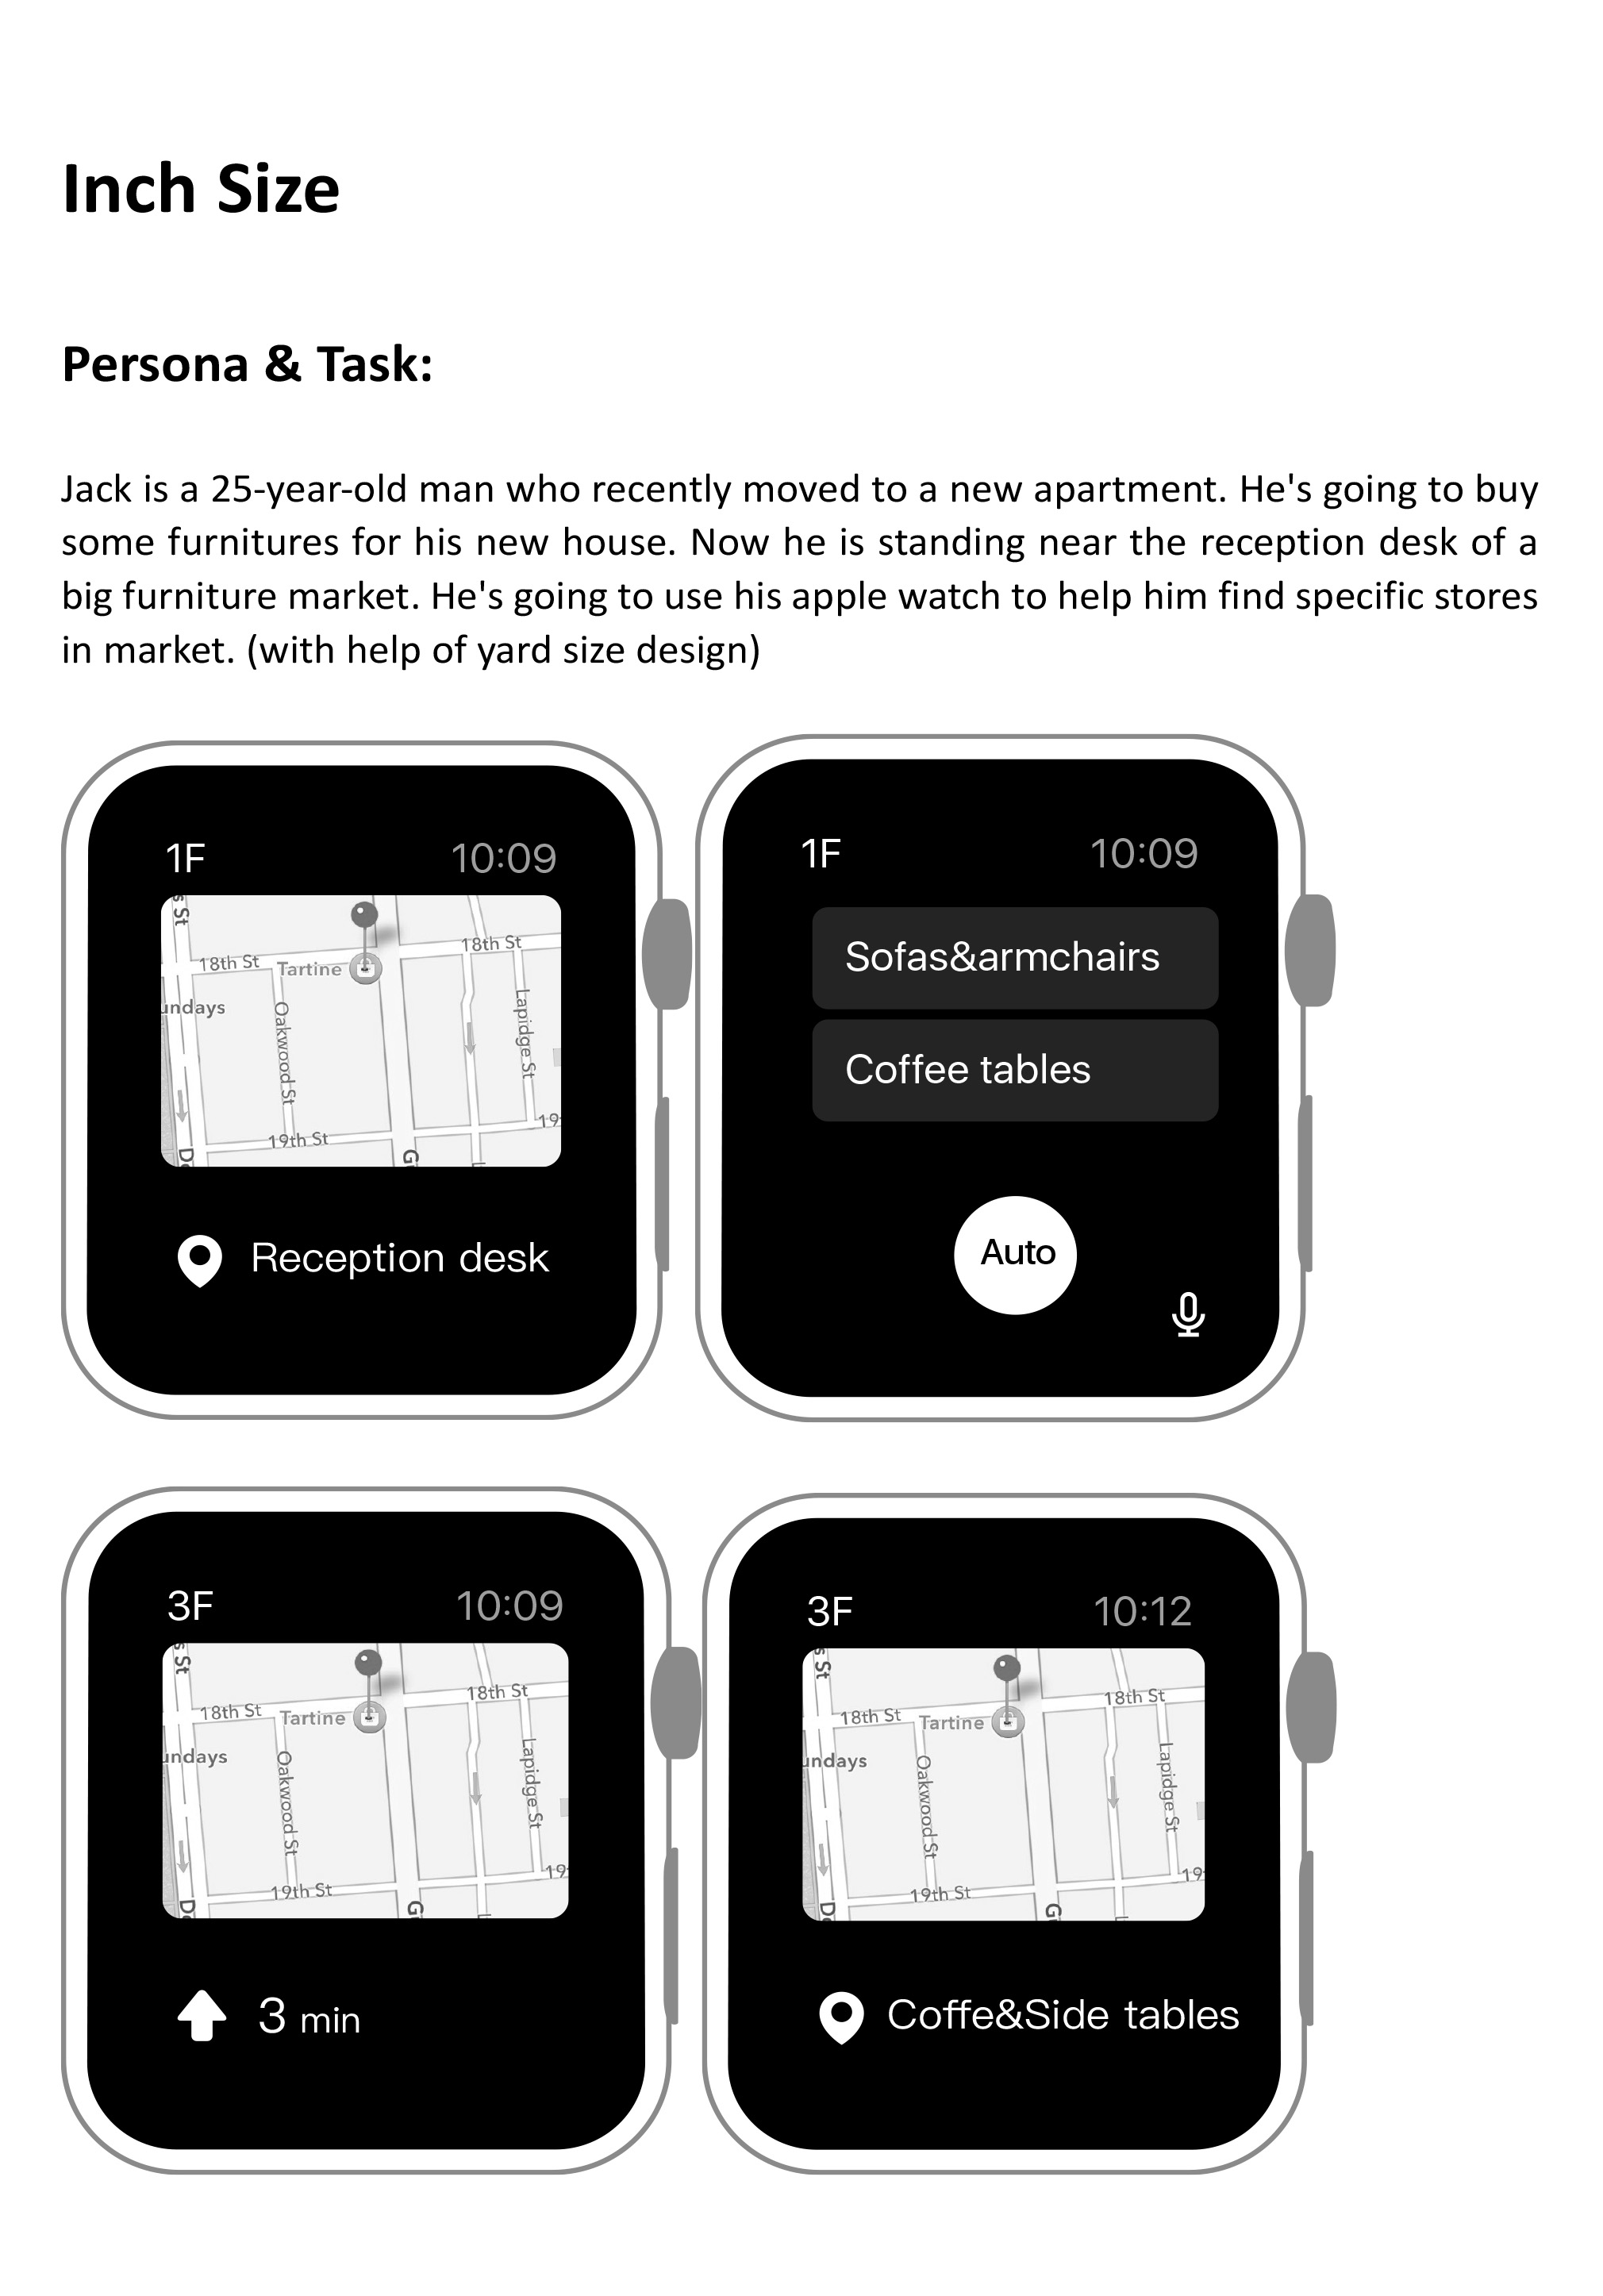 Inch Size
Persona & Task:
Jack is a 25-year-old man who recently moved to a new apartment. He's going to buy
some furnitures for his new house. Now he is standing near the reception desk of a
big furniture market. He's going to use his apple watch to help him find specific stores
in market. (with help of yard size design)
1F 10:09
s St
18th St
18th St
Tartine
undays
Oakwood St
Lapidge St
19th St
19
Do
G
Reception desk
1F 10:09
Sofas&armchairs
Coffee tables
Auto
3F 10:09
s St
18th St
18th St
Tartine
undays
Oakwood St
Lapidge St
19th St
19
Do
G
3 min
3F 10:12
s St
18th St
18th St
Tartine
undays
Oakwood St
Lapidge St
19th St
19
D
G
Coffe&Side tables